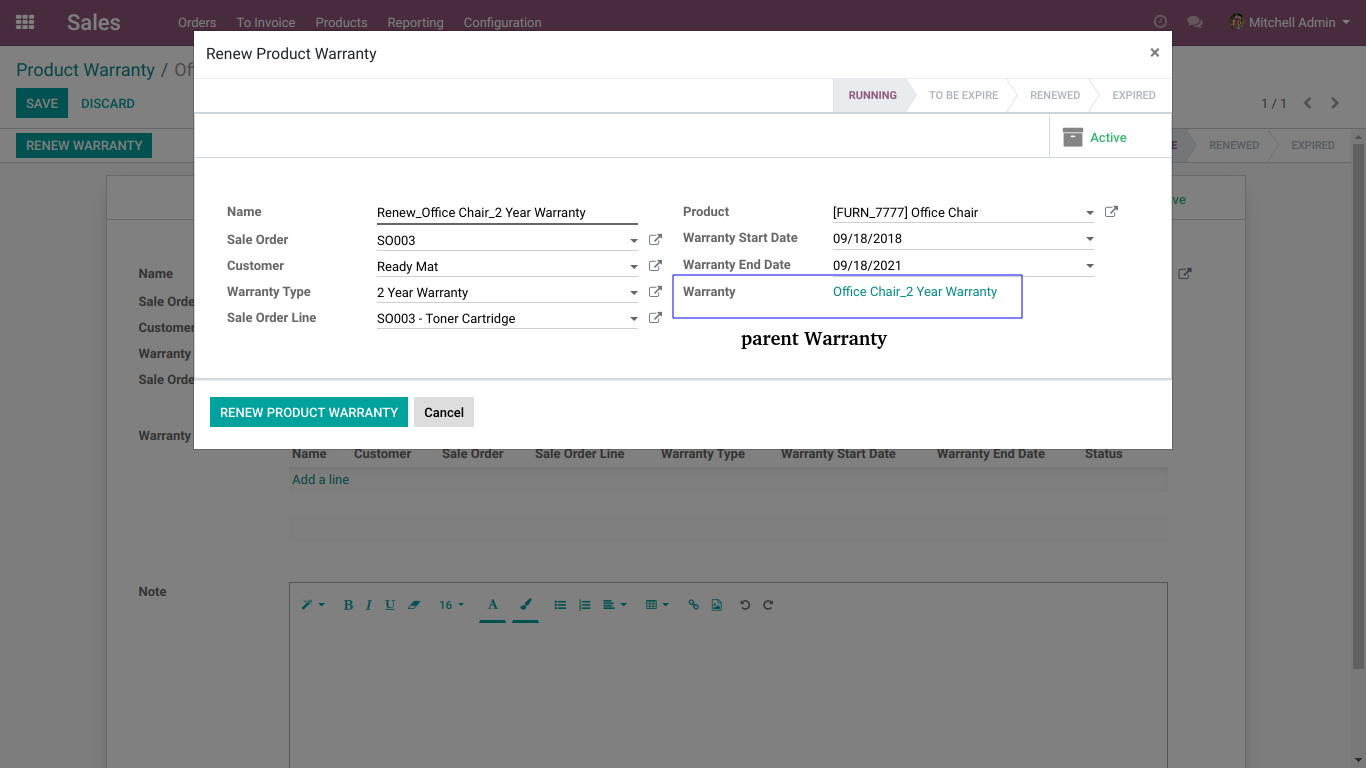 Sales Orders To Invoice Products Reporting Configuration Mitchell Admin
Renew Product Warranty ×
Product Warranty / Of
RUNNING TO BE EXPIRE RENEWED EXPIRED
SAVE DISCARD 1 / 1
Active
RENEW WARRANTY E RENEWED EXPIRED
ve
Name Renew_Office Chair_2 Year Warranty Product [FURN_7777] Office Chair
Sale Order SO003 Warranty Start Date 09/18/2018
Customer Ready Mat Warranty End Date 09/18/2021
Warranty Type 2 Year Warranty Warranty Office Chair_2 Year Warranty
Sale Order Line SO003 - Toner Cartridge
parent Warranty
Name
Sale Orde
Customer
Warranty
Sale Orde
RENEW PRODUCT WARRANTY Cancel
Warranty
Name Customer Sale Order Sale Order Line Warranty Type Warranty Start Date Warranty End Date Status
Add a line
Note
B I U 16 A